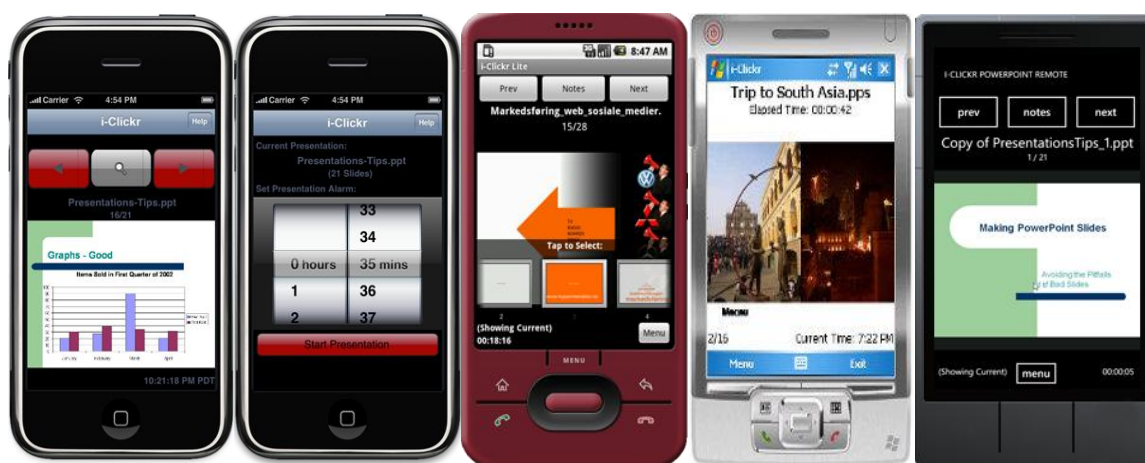 Carrier 4:54 PM
i-Clickr Help
Presentations-Tips.ppt
16/21
Graphs - Good
Items Sold in First Quarter of 2002
January February March April
10:21:18 PM PDT
Carrier 4:54 PM
i-Clickr Help
Current Presentation:
Presentations-Tips.ppt
(21 Slides)
Set Presentation Alarm:
33
34
0 hours 35 mins
1 36
2 37
Start Presentation
8:47 AM
i-Clickr Lite
Prev Notes Next
Markedsføring_web_sosiale_medier.
15/28
Tap to Select:
2 4
(Showing Current)
00:18:16
Menu
MENU
i-Clickr
Trip to South Asia.pps
Elapsed Time: 00:00:42
Menu
2/16 Current Time: 7:22 PM
Menu Exit
I-CLICKR POWERPOINT REMOTE
prev notes next
Copy of PresentationsTips_1.ppt
1 / 21
Making PowerPoint Slides
Avoiding the Pitfalls
of Bad Slides
(Showing Current) menu 00:00:05